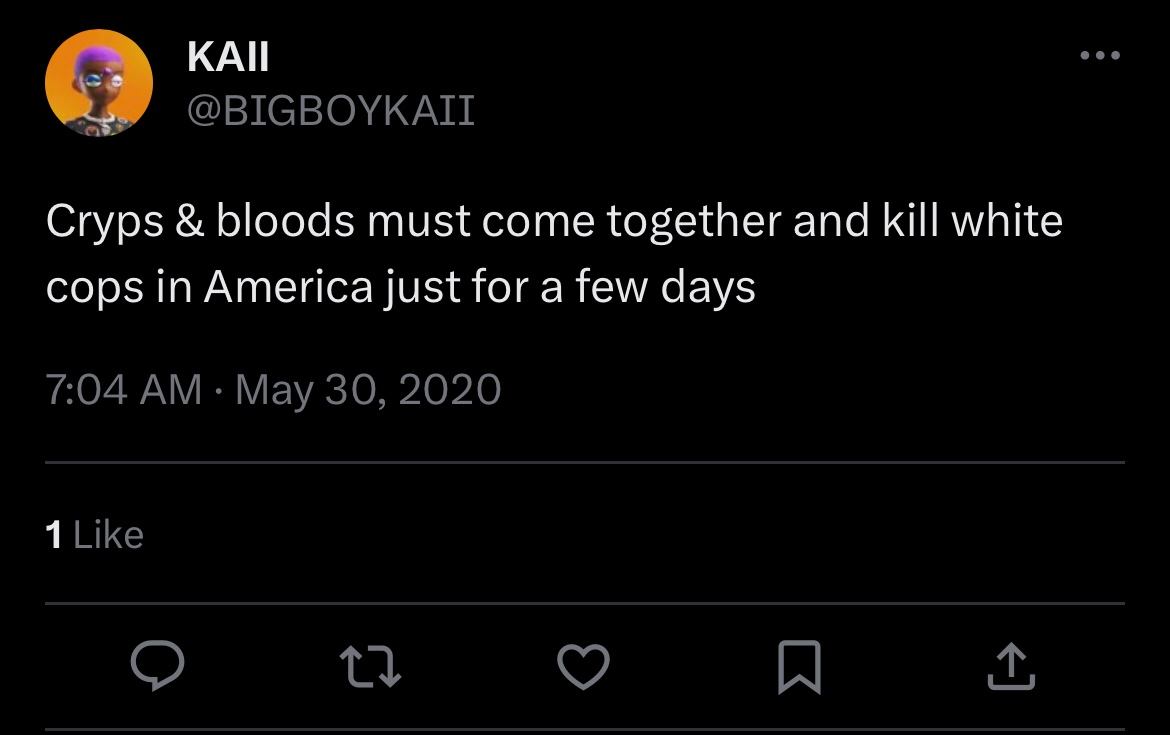 KAII
@BIGBOYKAII
Cryps & bloods must come together and kill white
cops in America just for a few days
7:04 AM · May 30, 2020
1 Like